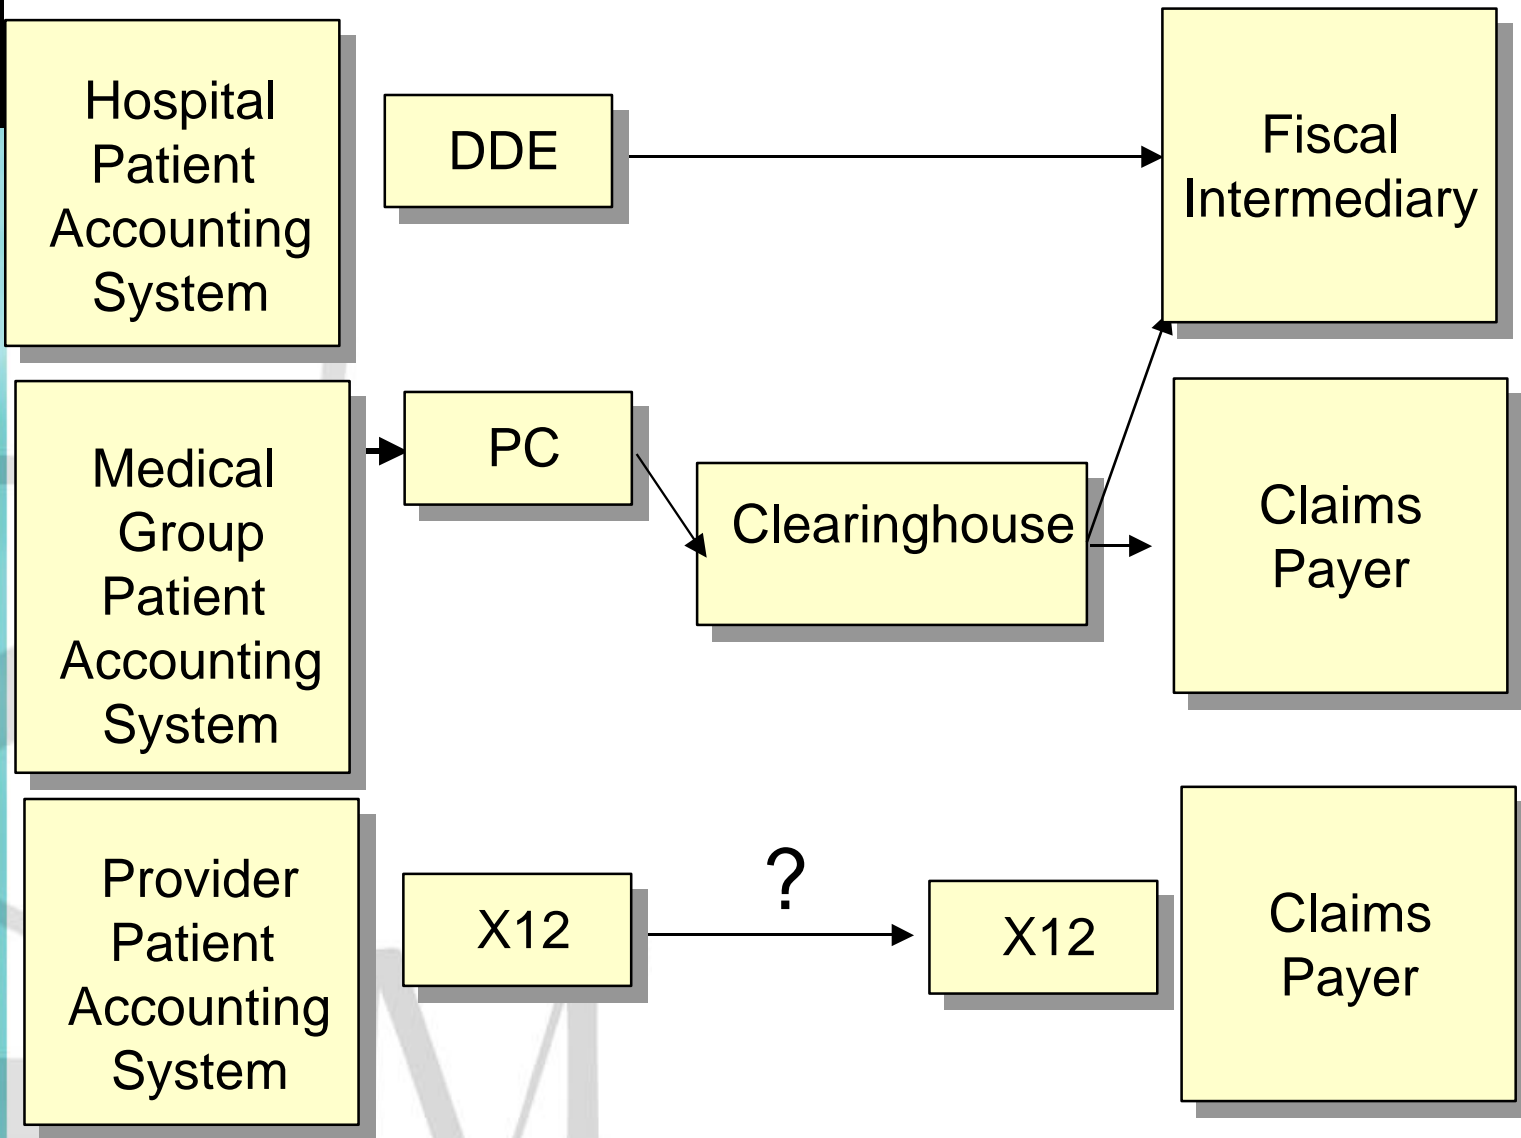 Hospital
Patient
Accounting
System
DDE
Fiscal
Intermediary
Medical
Group
Patient
Accounting
System
PC
Clearinghouse
Claims
Payer
Provider
Patient
Accounting
System
X12
?
X12
Claims
Payer